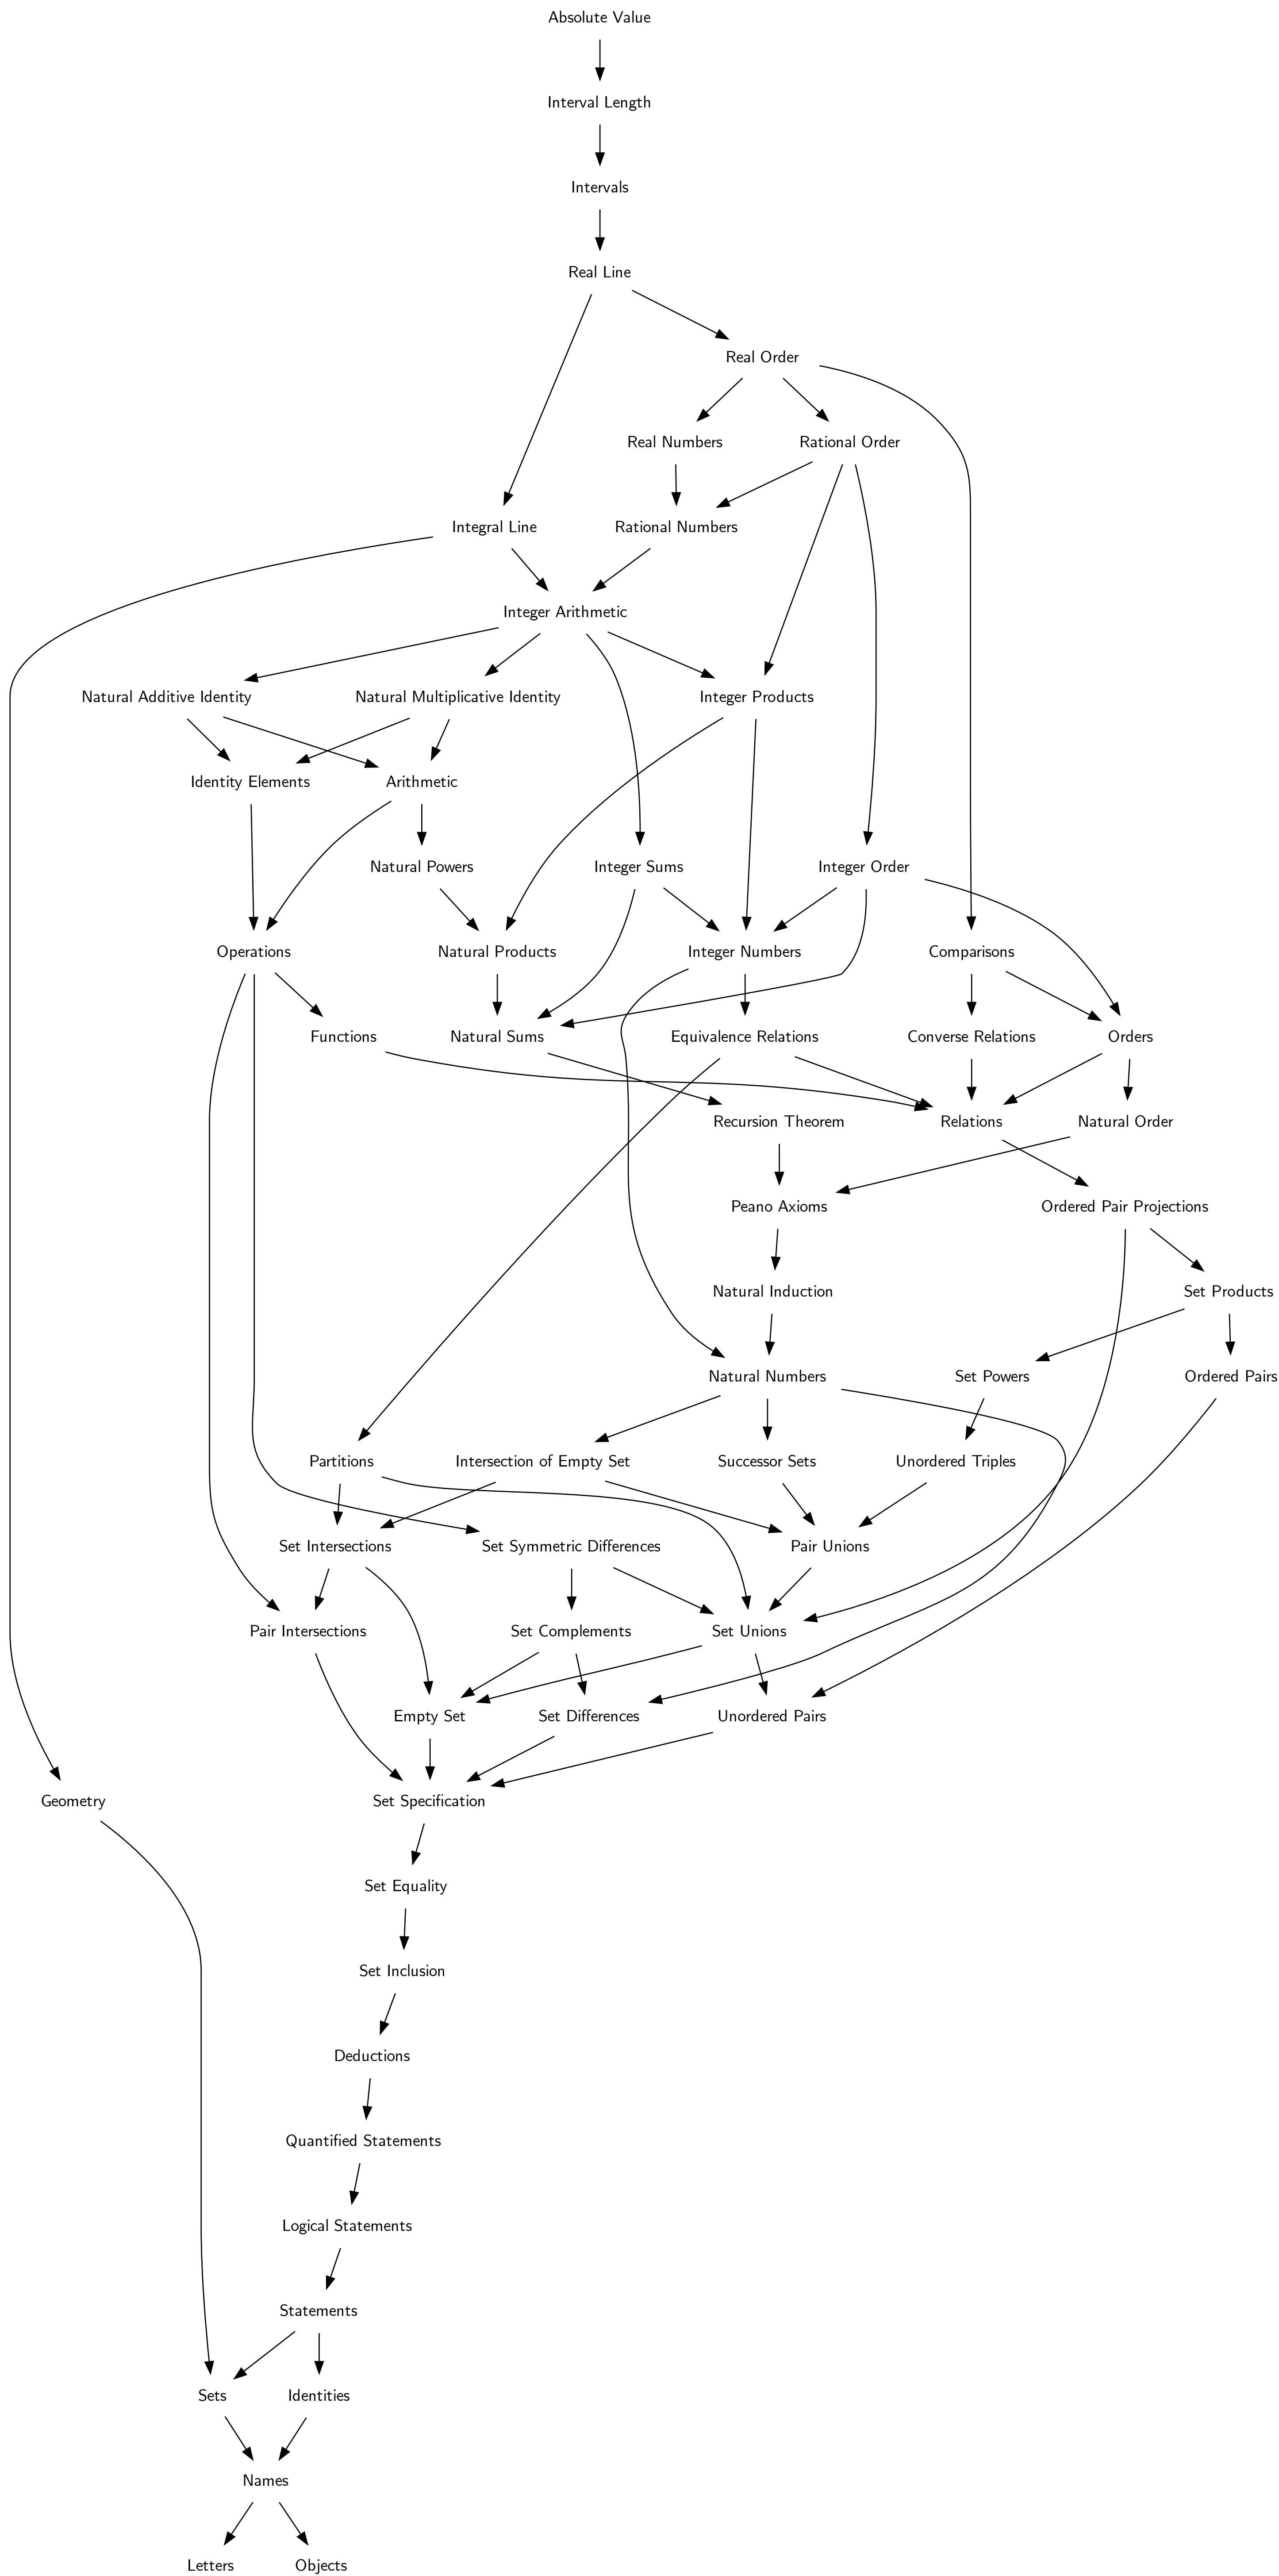 Absolute Value
Interval Length
Intervals
Real Line
Real Order
Real Numbers
Rational Order
Integral Line
Rational Numbers
Integer Arithmetic
Natural Additive Identity
Natural Multiplicative Identity
Integer Products
Identity Elements
Arithmetic
Natural Powers
Integer Sums
Integer Order
Operations
Natural Products
Integer Numbers
Comparisons
Functions
Natural Sums
Equivalence Relations
Converse Relations
Orders
Recursion Theorem
Relations
Natural Order
Peano Axioms
Ordered Pair Projections
Natural Induction
Set Products
Natural Numbers
Set Powers
Ordered Pairs
Partitions
Intersection of Empty Set
Successor Sets
Unordered Triples
Set Intersections
Set Symmetric Differences
Pair Unions
Pair Intersections
Set Complements
Set Unions
Empty Set
Set Differences
Unordered Pairs
Geometry
Set Specification
Set Equality
Set Inclusion
Deductions
Quantified Statements
Logical Statements
Statements
Sets
Identities
Names
Letters
Objects